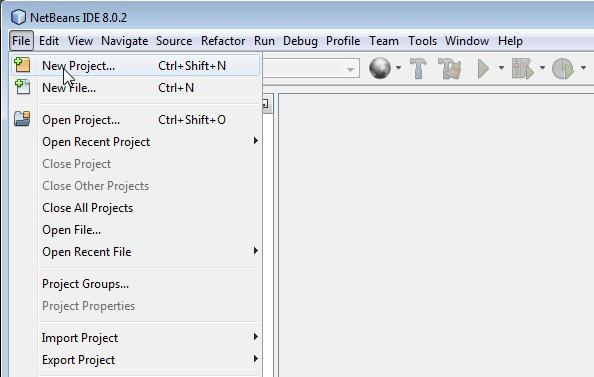 NetBeans IDE 8.0.2
File Edit View Navigate Source Refactor Run Debug Profile Team Tools Window Help
New Project... Ctrl+Shift+N
New File... Ctrl+N
Open Project... Ctrl+Shift+O
Open Recent Project
Close Project
Close Other Projects
Close All Projects
Open File...
Open Recent File
Project Groups...
Project Properties
Import Project
Export Project